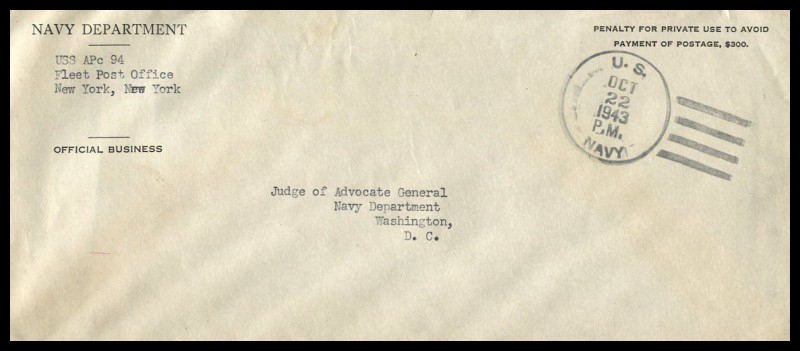 NAVY DEPARTMENT
USS APc 94
Fleet Post Office
New York, New York
OFFICIAL BUSINESS
PENALTY FOR PRIVATE USE TO AVOID
PAYMENT OF POSTAGE, $300.
U. S.
OCT
22
1943
P.M.
NAVY
Judge of Advocate General
Navy Department
Washington,
D. C.